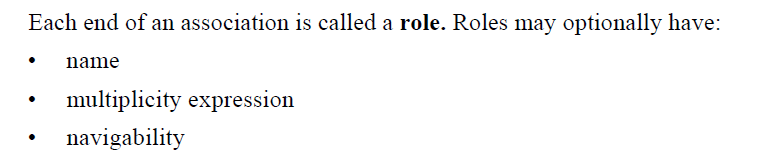 Each end of an association is called a role. Roles may optionally have:
• name
• multiplicity expression
• navigability